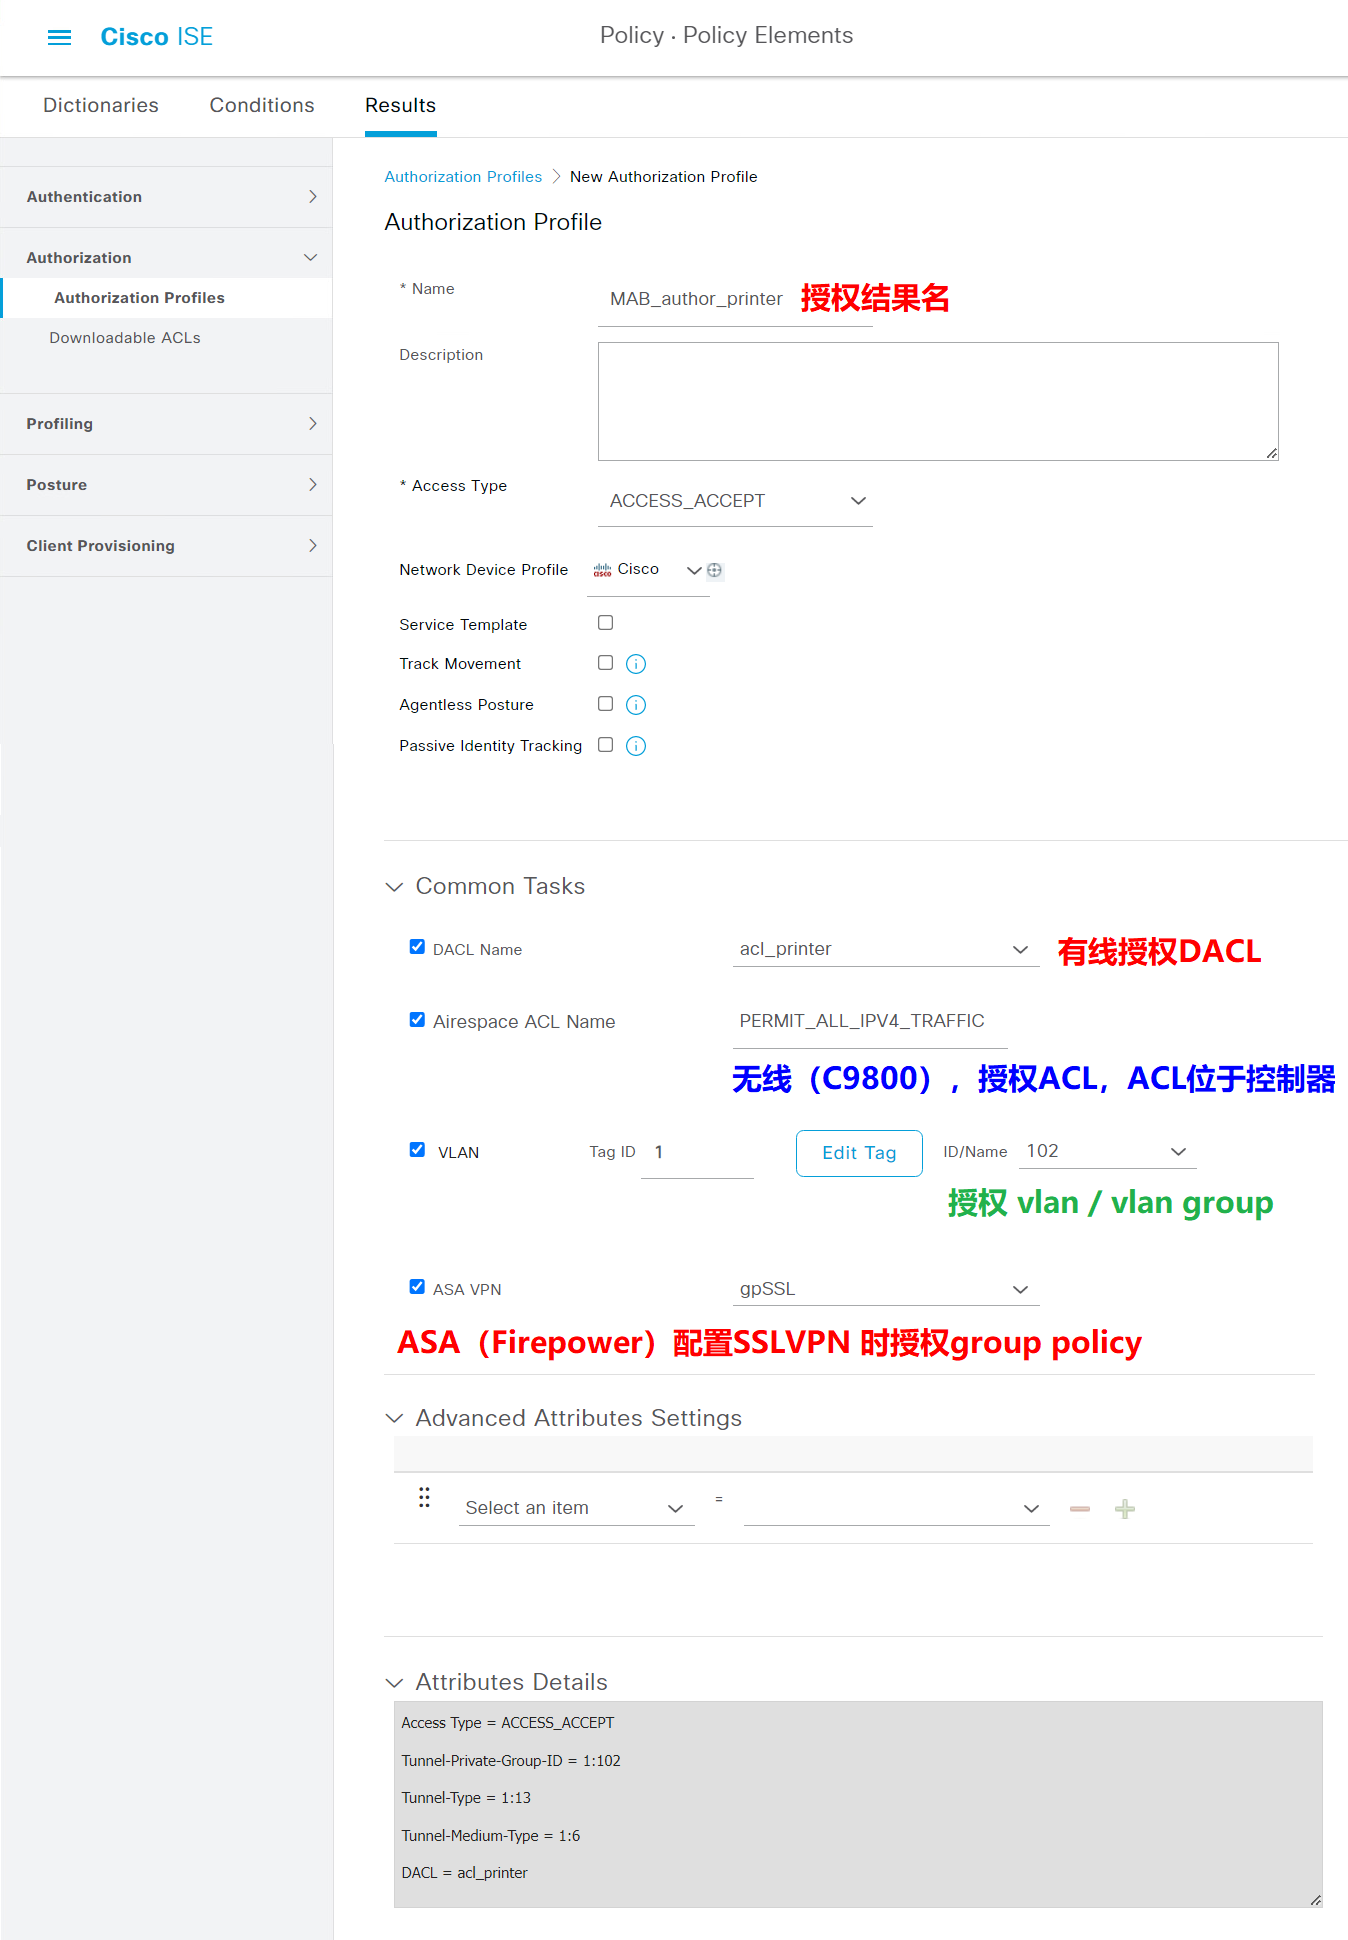 Cisco ISE
Policy · Policy Elements
Dictionaries
Conditions
Results
Authentication
Authorization
Authorization Profiles
Downloadable ACLs
Profiling
Posture
Client Provisioning
Authorization Profiles > New Authorization Profile
Authorization Profile
* Name MAB_author_printer 授权结果名
Description
* Access Type ACCESS_ACCEPT
Network Device Profile CISCO Cisco
Service Template
Track Movement
Agentless Posture
Passive Identity Tracking
Common Tasks
DACL Name acl_printer 有线授权DACL
Airespace ACL Name PERMIT_ALL_IPV4_TRAFFIC
无线（C9800），授权ACL，ACL位于控制器
VLAN Tag ID 1 Edit Tag ID/Name 102
授权 vlan / vlan group
ASA VPN gpSSL
ASA（Firepower）配置SSLVPN 时授权group policy
Advanced Attributes Settings
Select an item =
Attributes Details
Access Type = ACCESS_ACCEPT
Tunnel-Private-Group-ID = 1:102
Tunnel-Type = 1:13
Tunnel-Medium-Type = 1:6
DACL = acl_printer